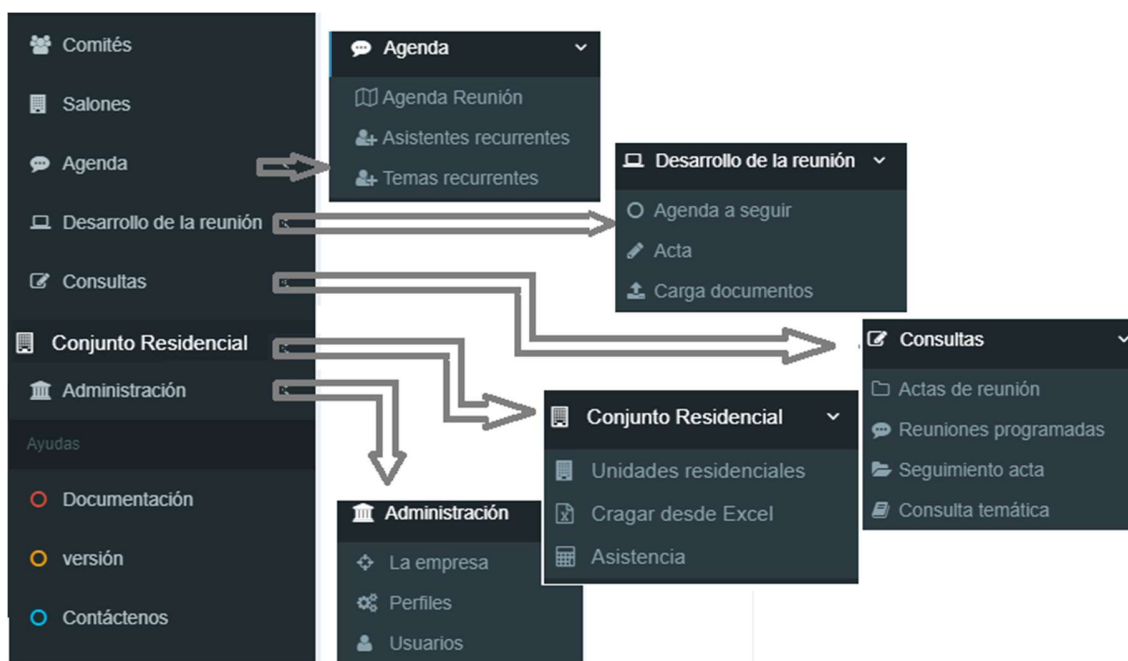 Comités
Salones
Agenda
Desarrollo de la reunión
Consultas
Conjunto Residencial
Administración
Ayudas
Documentación
versión
Contáctenos
Agenda
Agenda Reunión
Asistentes recurrentes
Temas recurrentes
Desarrollo de la reunión
Agenda a seguir
Acta
Carga documentos
Consultas
Actas de reunión
Reuniones programadas
Seguimiento acta
Consulta temática
Conjunto Residencial
Unidades residenciales
Cragar desde Excel
Asistencia
Administración
La empresa
Perfiles
Usuarios